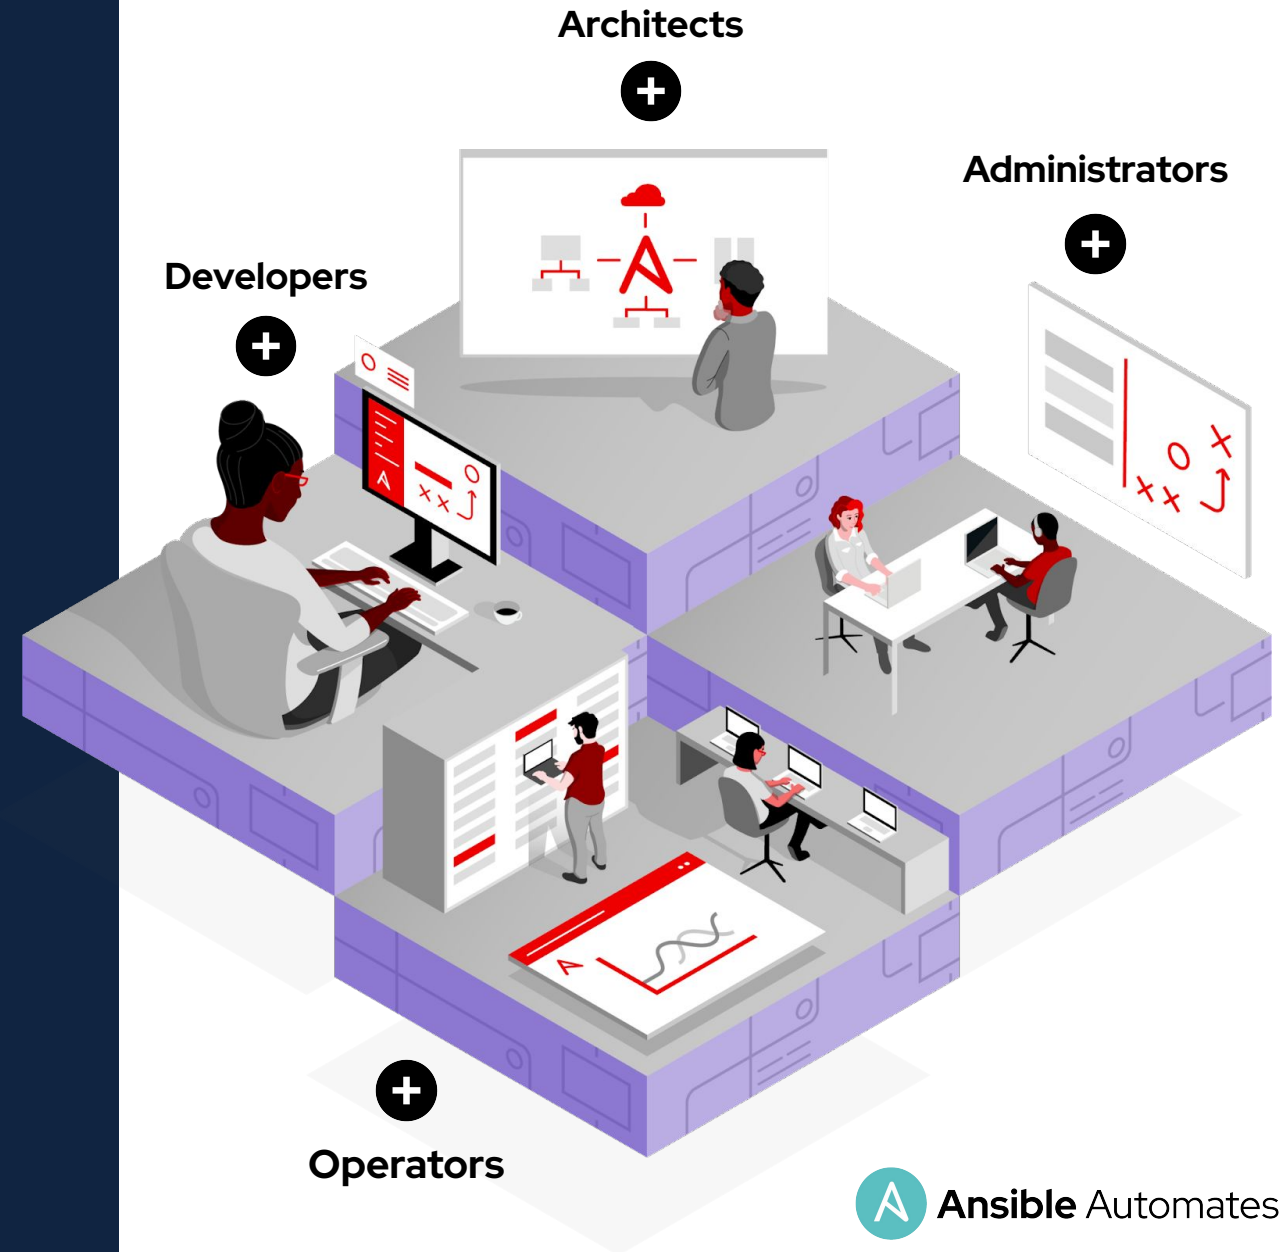 Architects
Administrators
Developers
Operators
Ansible Automates